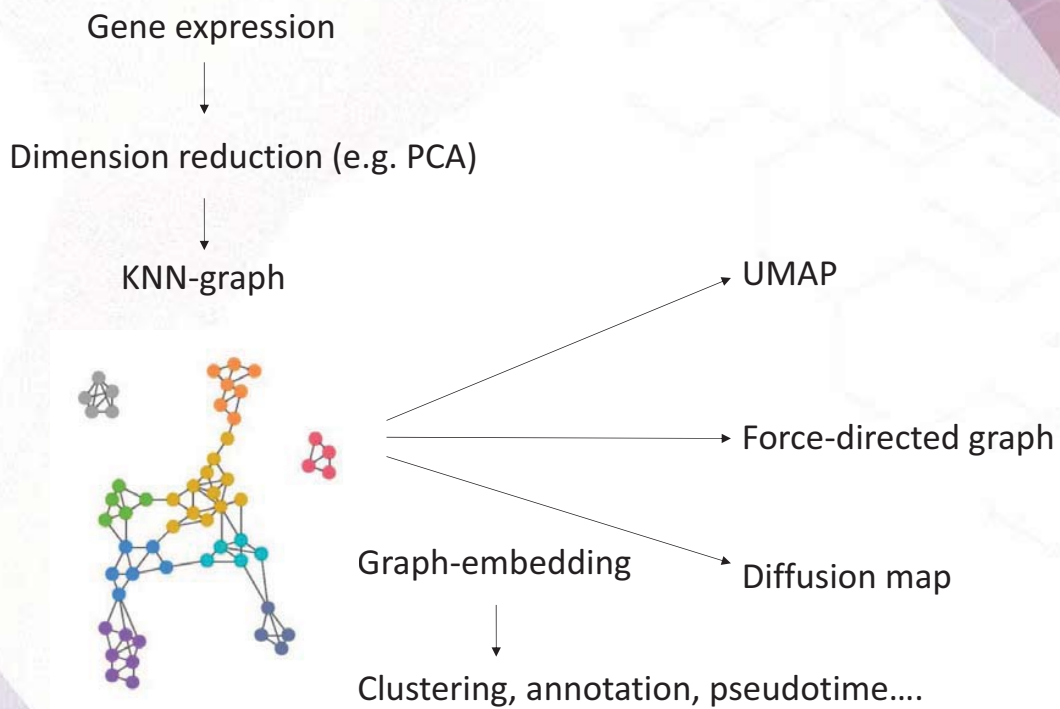 Gene expression
Dimension reduction (e.g. PCA)
KNN-graph
UMAP
Force-directed graph
Graph-embedding
Diffusion map
Clustering, annotation, pseudotime....